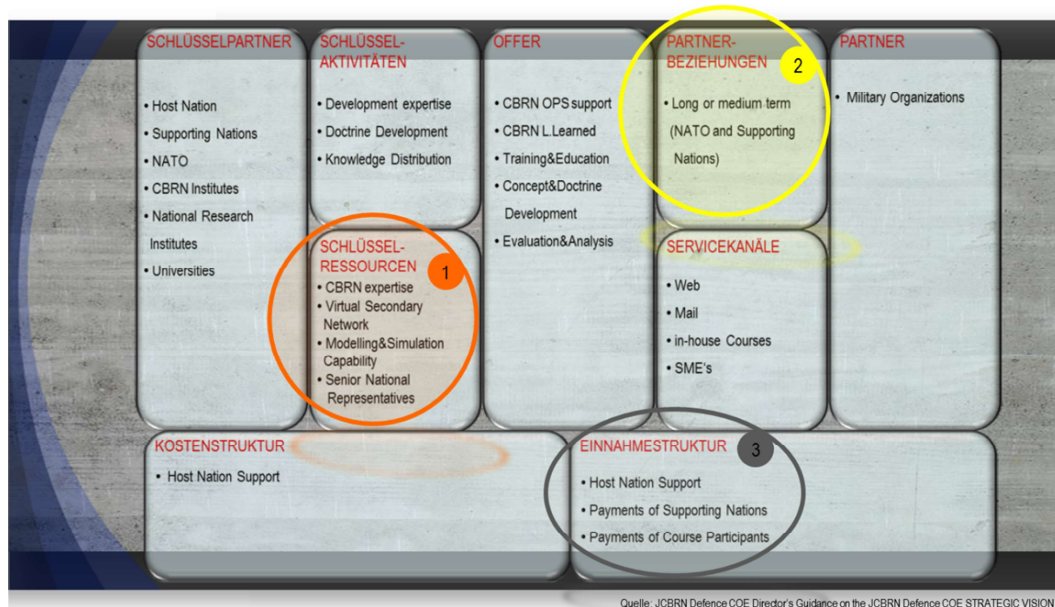 SCHLÜSSELPARTNER
• Host Nation
• Supporting Nations
• NATO
• CBRN Institutes
• National Research
Institutes
• Universities
SCHLÜSSEL-
AKTIVITÄTEN
• Development expertise
• Doctrine Development
• Knowledge Distribution
SCHLÜSSEL-
RESSOURCEN
1
• CBRN expertise
• Virtual Secondary
Network
• Modelling&Simulation
Capability
• Senior National
Representatives
OFFER
• CBRN OPS support
• CBRN L.Learned
• Training&Education
• Concept&Doctrine
Development
• Evaluation&Analysis
PARTNER-
BEZIEHUNGEN
2
• Long or medium term
(NATO and Supporting
Nations)
SERVICEKANÄLE
• Web
• Mail
• in-house Courses
• SME's
PARTNER
• Military Organizations
KOSTENSTRUKTUR
• Host Nation Support
EINNAHMESTRUKTUR
3
• Host Nation Support
• Payments of Supporting Nations
• Payments of Course Participants
Quelle: JCBRN Defence COE Director's Guidance on the JCBRN Defence COE STRATEGIC VISION